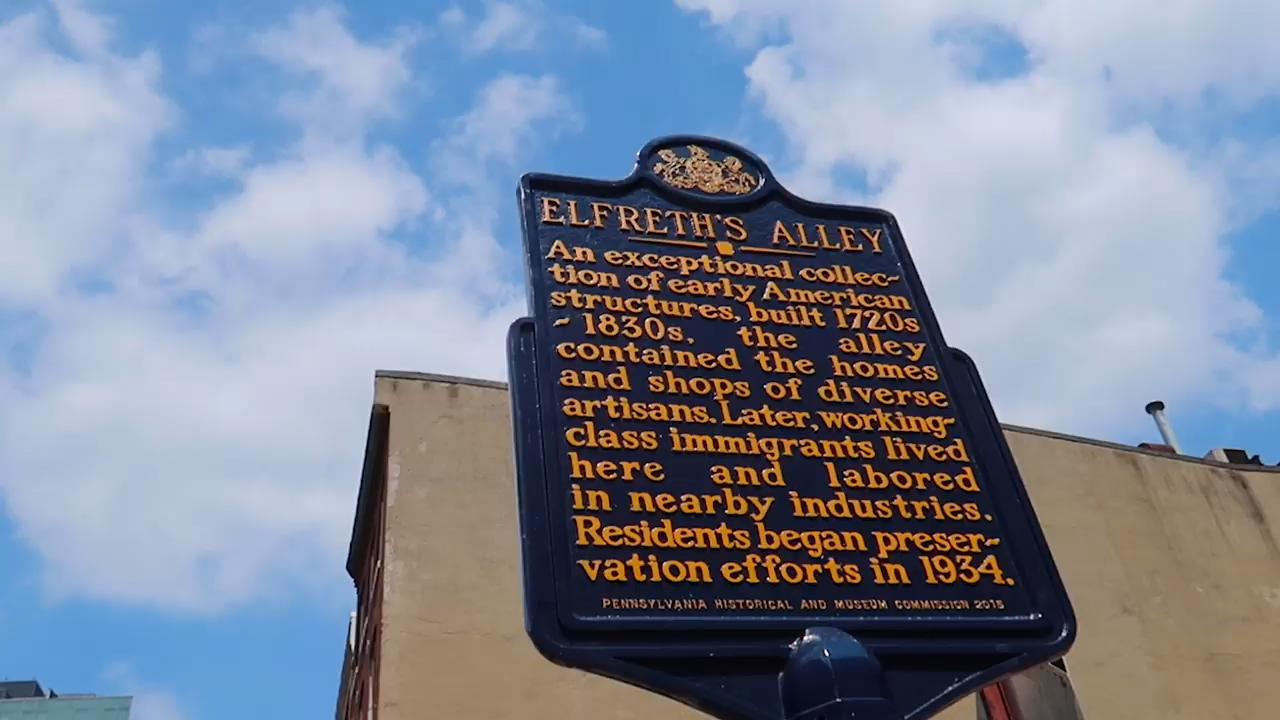 ELFRETH'S ALLEY
An exceptional collec-
tion of early American
structures, built 1720s
- 1830s, the alley
contained the homes
and shops of diverse
artisans. Later, working-
class immigrants lived
here and labored
in nearby industries.
Residents began preser-
vation efforts in 1934.
PENNSYLVANIA HISTORICAL AND MUSEUM COMMISSION 2015